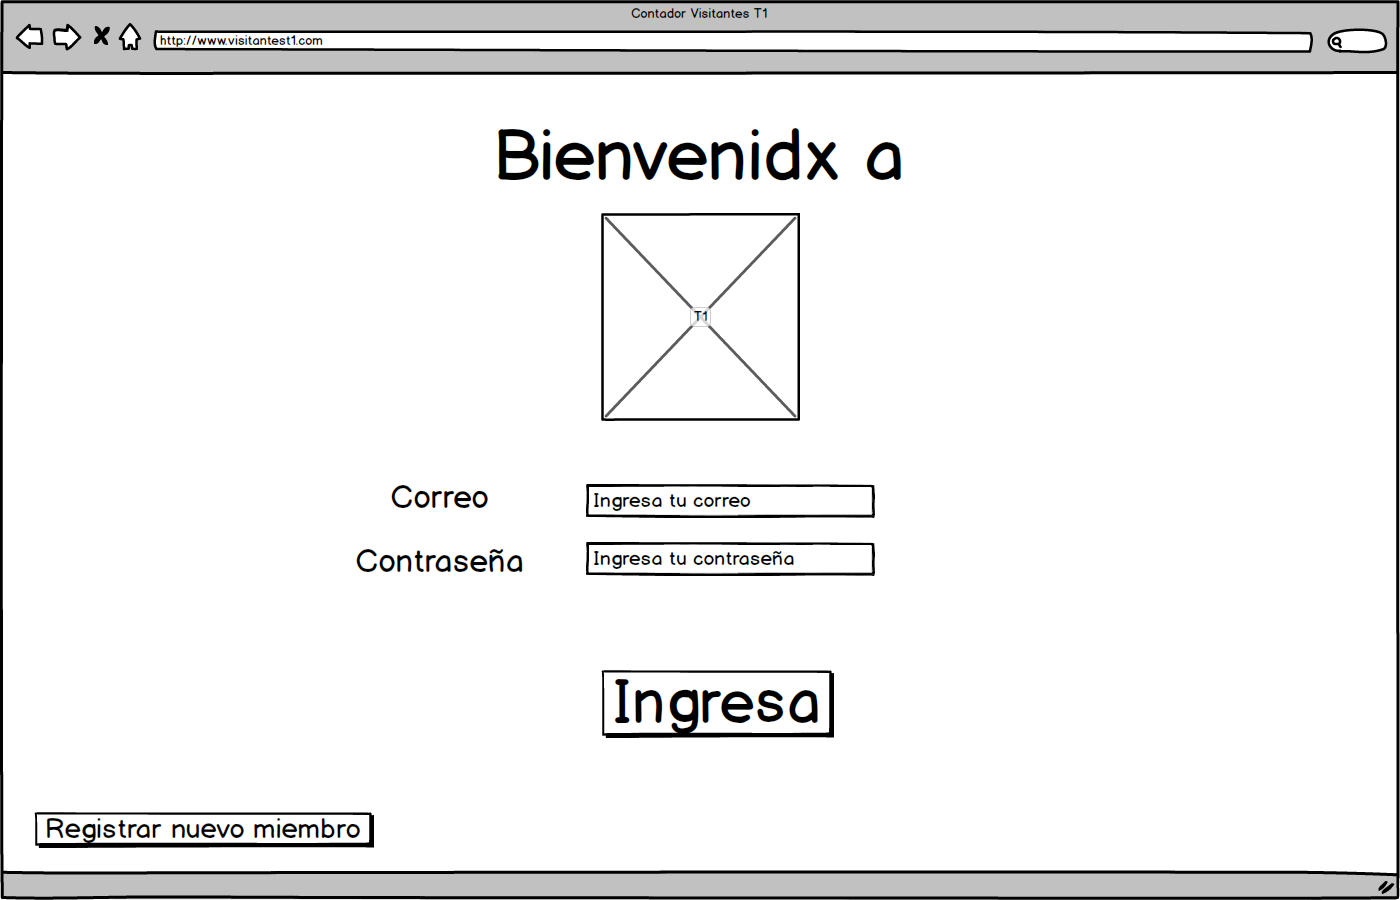 Contador Visitantes T1
http://www.visitantest1.com
Bienvenidx a
T1
Correo
Ingresa tu correo
Contraseña
Ingresa tu contraseña
Ingresa
Registrar nuevo miembro